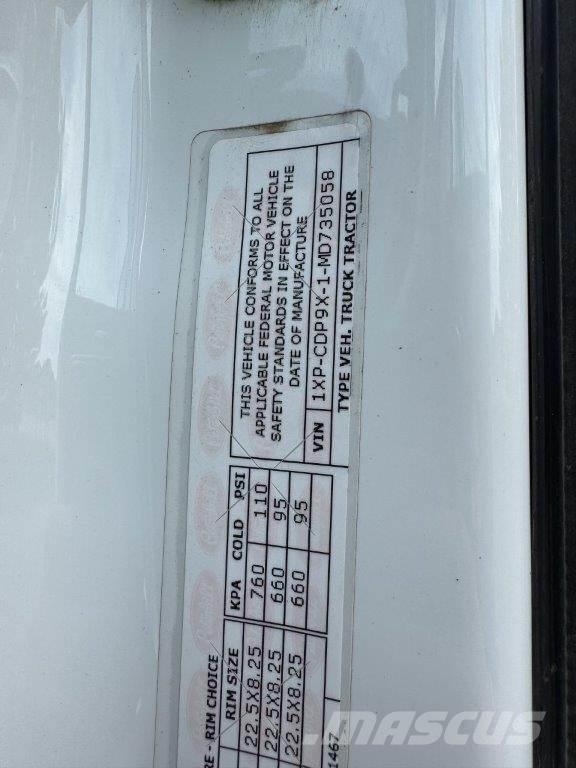 THIS VEHICLE CONFORMS TO ALL
APPLICABLE FEDERAL MOTOR VEHICLE
SAFETY STANDARDS IN EFFECT ON THE
DATE OF MANUFACTURE
VIN 1XP-CDP9X-1-MD735058
TYPE VEH. TRUCK TRACTOR
RE - RIM CHOICE
RIM SIZE KPA COLD PSI
22.5X8.25 760 110
22.5X8.25 660 95
22.5X8.25 660 95
1467
MASCUS